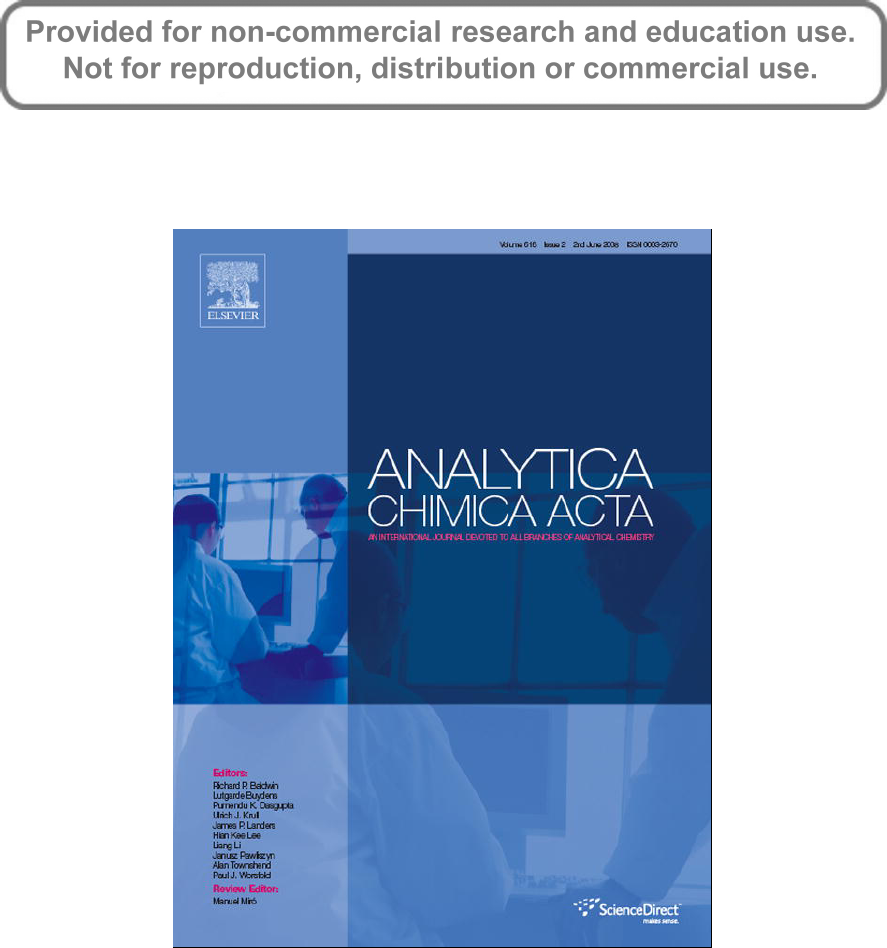 Provided for non-commercial research and education use.
Not for reproduction, distribution or commercial use.
Volume 616 Issue 2 2nd June 2008 ISSN 0003-2670
ELSEVIER
ANALYTICA
CHIMICA ACTA
AN INTERNATIONAL JOURNAL DEVOTED TO ALL BRANCHES OF ANALYTICAL CHEMISTRY
Editors:
Richard P. Baldwin
Lutgarde Buydens
Purnendu K. Dasgupta
Ulrich J. Krull
James P. Landers
Hian Kee Lee
Liang Li
Janusz Pawliszyn
Alan Townshend
Paul J. Worsfold
Review Editor:
Manuel Miró
ScienceDirect
makes sense.